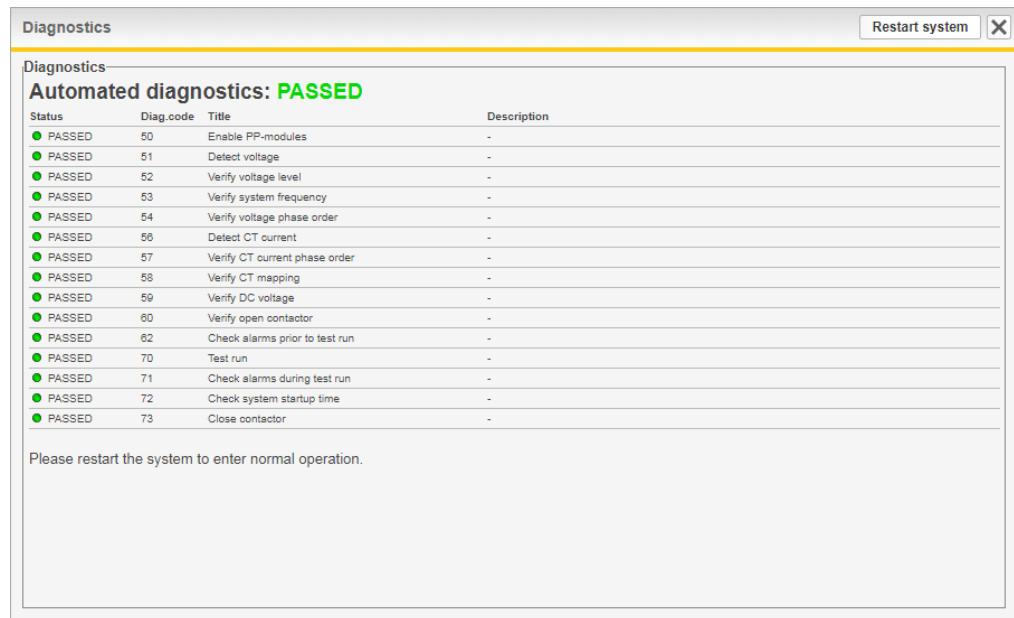 Diagnostics Restart system
Diagnostics
Automated diagnostics: PASSED
Status Diag.code Title Description
PASSED 50 Enable PP-modules -
PASSED 51 Detect voltage -
PASSED 52 Verify voltage level -
PASSED 53 Verify system frequency -
PASSED 54 Verify voltage phase order -
PASSED 56 Detect CT current -
PASSED 57 Verify CT current phase order -
PASSED 58 Verify CT mapping -
PASSED 59 Verify DC voltage -
PASSED 60 Verify open contactor -
PASSED 62 Check alarms prior to test run -
PASSED 70 Test run -
PASSED 71 Check alarms during test run -
PASSED 72 Check system startup time -
PASSED 73 Close contactor -
Please restart the system to enter normal operation.